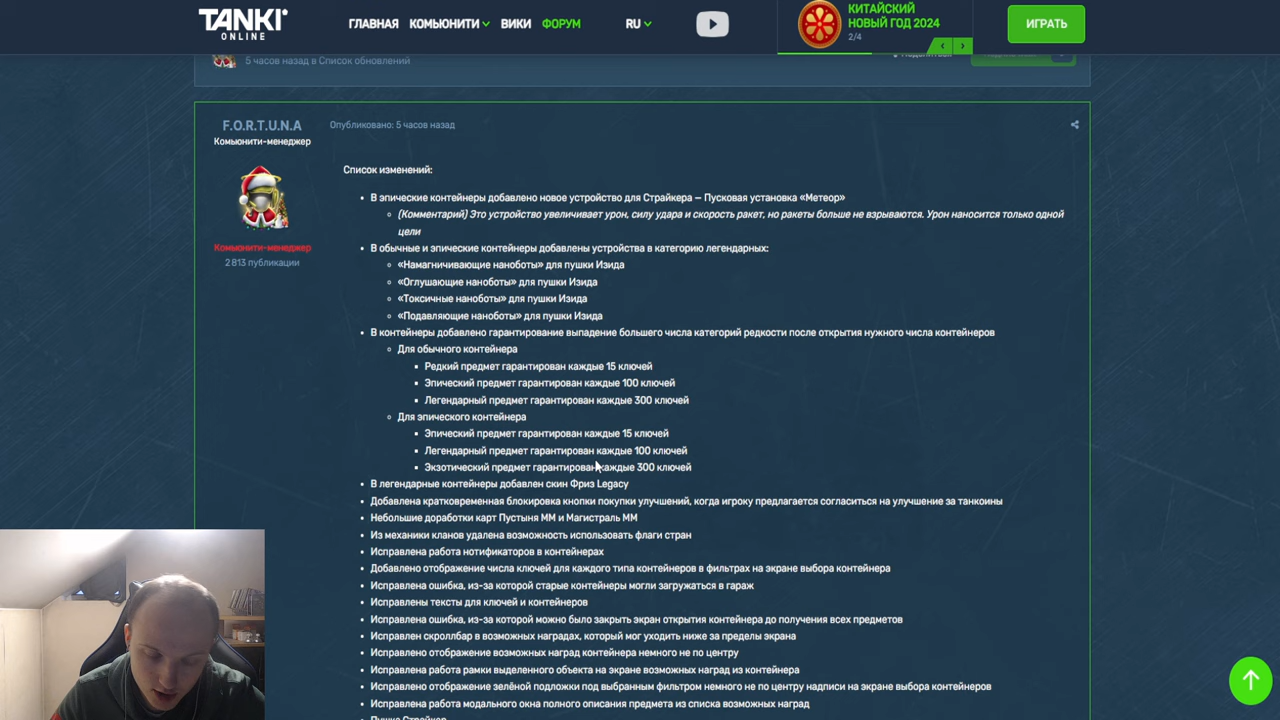 TANKI
ONLINE
ГЛАВНАЯ КОМЬЮНИТИ ВИКИ ФОРУМ RU
КИТАЙСКИЙ
НОВЫЙ ГОД 2024
2/4
ИГРАТЬ
5 часов назад в Список обновлений
F.O.R.T.U.N.A
Комьюнити-менеджер
Опубликовано: 5 часов назад
Комьюнити-менеджер
2 813 публикации
Список изменений:
В эпические контейнеры добавлено новое устройство для Страйкера — Пусковая установка «Метеор»
(Комментарий) Это устройство увеличивает урон, силу удара и скорость ракет, но ракеты больше не взрываются. Урон наносится только одной
цели
В обычные и эпические контейнеры добавлены устройства в категорию легендарных:
«Намагничивающие наноботы» для пушки Изида
«Оглушающие наноботы» для пушки Изида
«Токсичные наноботы» для пушки Изида
«Подавляющие наноботы» для пушки Изида
В контейнеры добавлено гарантирование выпадение большего числа категорий редкости после открытия нужного числа контейнеров
Для обычного контейнера
Редкий предмет гарантирован каждые 15 ключей
Эпический предмет гарантирован каждые 100 ключей
Легендарный предмет гарантирован каждые 300 ключей
Для эпического контейнера
Эпический предмет гарантирован каждые 15 ключей
Легендарный предмет гарантирован каждые 100 ключей
Экзотический предмет гарантирован каждые 300 ключей
В легендарные контейнеры добавлен скин Фриз Legacy
Добавлена кратковременная блокировка кнопки покупки улучшений, когда игроку предлагается согласиться на улучшение за танкоины
Небольшие доработки карт Пустыня ММ и Магистраль ММ
Из механики кланов удалена возможность использовать флаги стран
Исправлена работа нотификаторов в контейнерах
Добавлено отображение числа ключей для каждого типа контейнеров в фильтрах на экране выбора контейнера
Исправлена ошибка, из-за которой старые контейнеры могли загружаться в гараж
Исправлены тексты для ключей и контейнеров
Исправлена ошибка, из-за которой можно было закрыть экран открытия контейнера до получения всех предметов
Исправлен скроллбар в возможных наградах, который мог уходить ниже за пределы экрана
Исправлено отображение возможных наград контейнера немного не по центру
Исправлена работа рамки выделенного объекта на экране возможных наград из контейнера
Исправлено отображение зелёной подложки под выбранным фильтром немного не по центру надписи на экране выбора контейнеров
Исправлена работа модального окна полного описания предмета из списка возможных наград
Пушка Страйкер